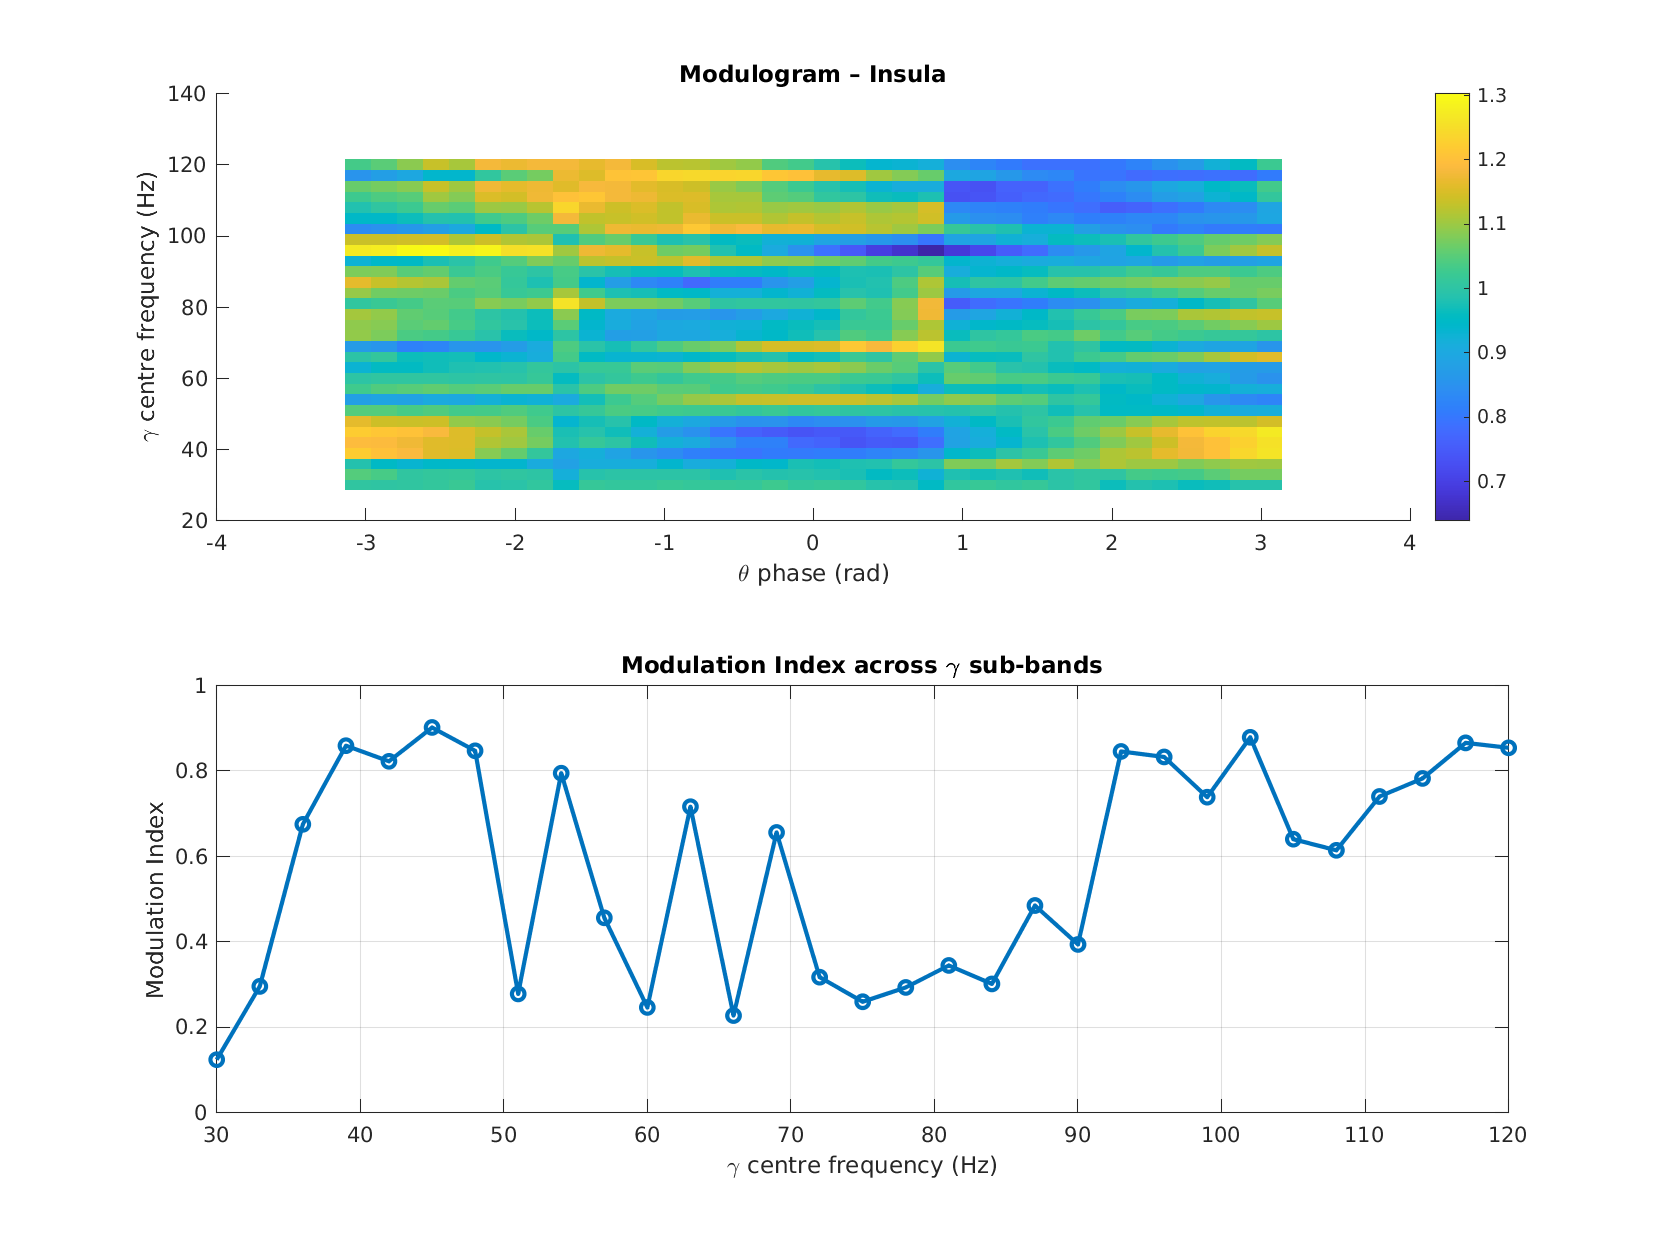 Modulogram – Insula
γ centre frequency (Hz)
140
120
100
80
60
40
20
-4 -3 -2 -1 0 1 2 3 4
θ phase (rad)
1.3
1.2
1.1
1
0.9
0.8
0.7
Modulation Index across γ sub-bands
Modulation Index
1
0.8
0.6
0.4
0.2
0
30 40 50 60 70 80 90 100 110 120
γ centre frequency (Hz)